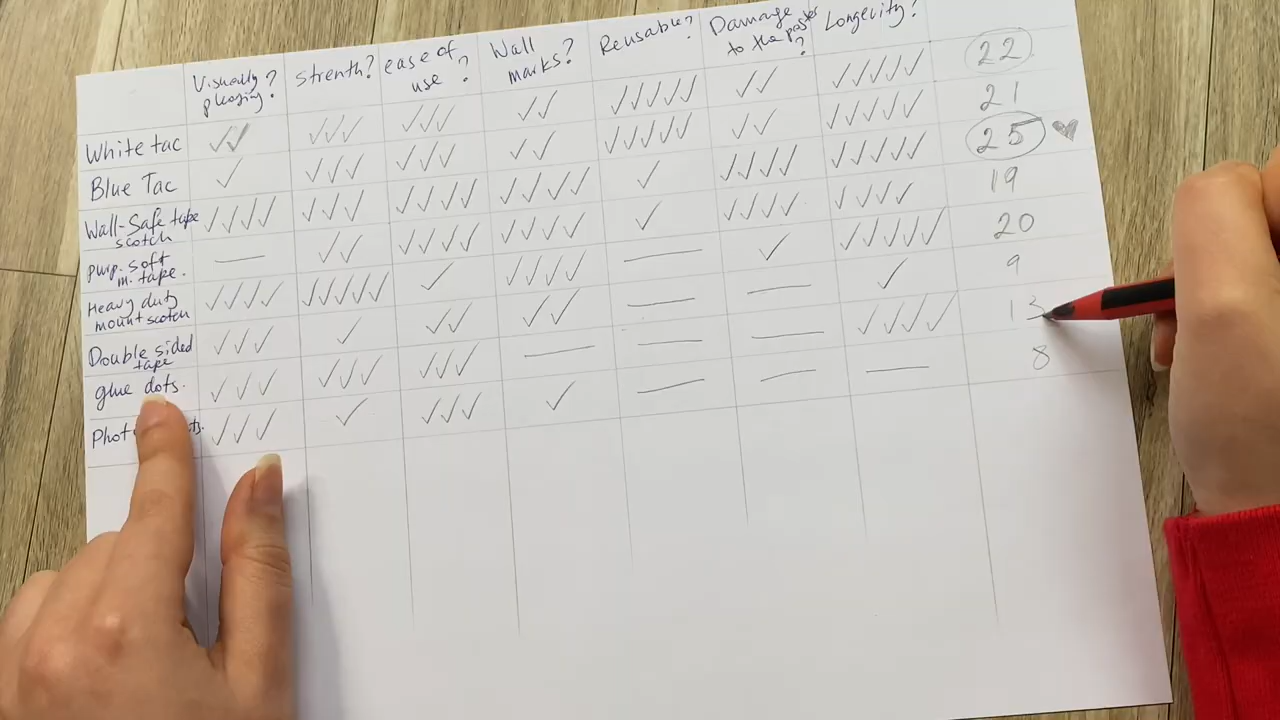 Visually? pleasing? Strenth? ease of use? Wall marks? Reusable? Damage to the poster? Longevity?
White tac ✓✓ ✓✓✓ ✓✓✓ ✓✓ ✓✓✓✓✓ ✓✓ ✓✓✓✓✓ 22
Blue Tac ✓ ✓✓✓ ✓✓✓ ✓✓ ✓✓✓✓✓ ✓✓ ✓✓✓✓✓ 21
Wall-Safe tape scotch ✓✓✓✓ ✓✓✓ ✓✓✓✓ ✓✓✓✓ ✓ ✓✓✓✓ ✓✓✓✓✓ 25 ♥
purp. soft m. tape. — ✓✓ ✓✓✓✓ ✓✓✓✓ ✓ ✓✓✓✓ ✓✓✓✓ 19
Heavy duty mount scotch ✓✓✓✓ ✓✓✓✓✓ ✓ ✓✓✓✓ — ✓ ✓✓✓✓✓ 20
Double sided tape ✓✓✓ ✓ ✓✓ ✓✓ — — ✓ 9
glue dots. ✓✓✓ ✓✓✓ ✓✓✓ — — — ✓✓✓✓ 13
✓✓✓ ✓ ✓✓✓ ✓ — — — 8